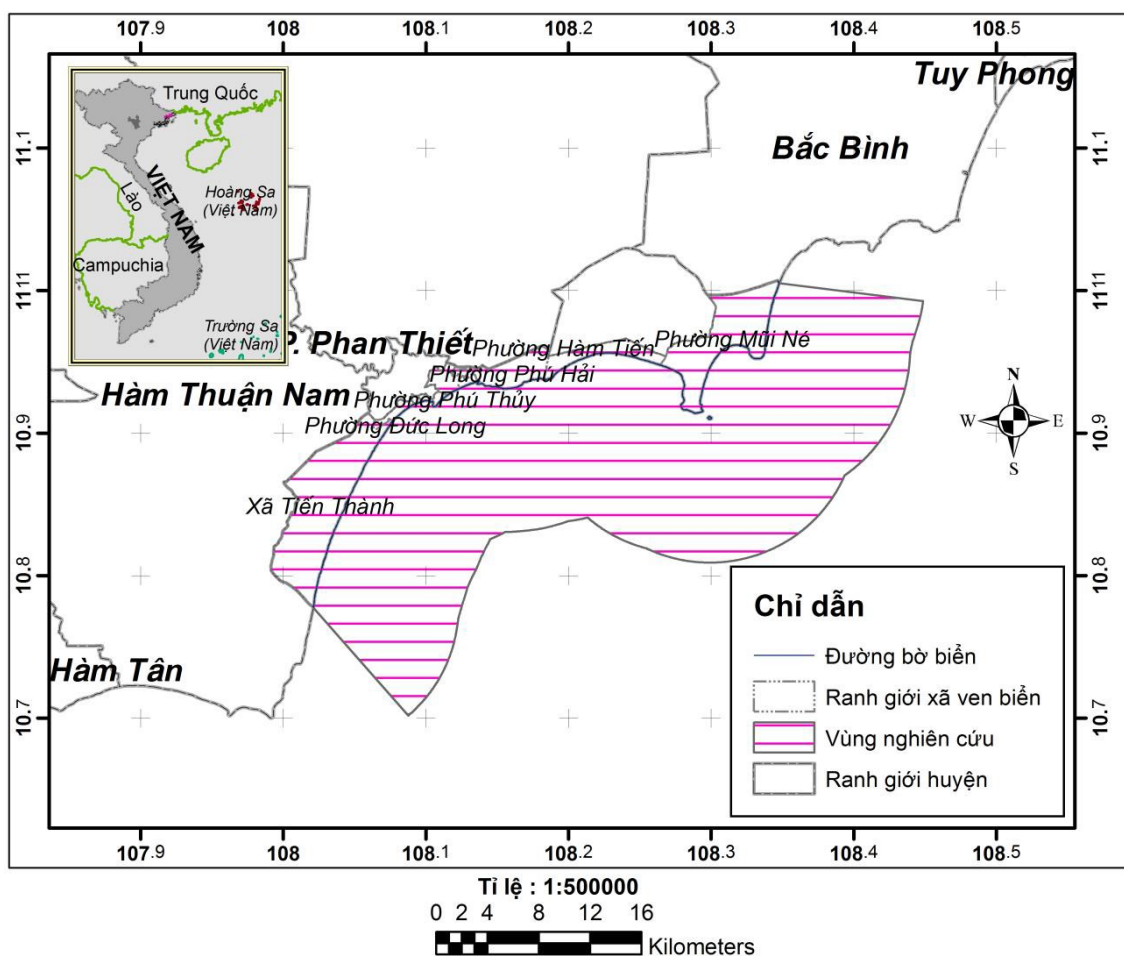 107.9 108 108.1 108.2 108.3 108.4 108.5
Tuy Phong
Trung Quốc
Bắc Bình
11.1 11.1
Lào
VIỆT NAM
Hoàng Sa
(Việt Nam)
Campuchia
1111 11
Trường Sa
(Việt Nam)
P. Phan Thiết
Phường Hàm Tiến
Phường Mũi Né
Phường Phú Hải
Hàm Thuận Nam
Phường Phú Thủy
Phường Đức Long
10.9 10.9
N
W E
S
Xã Tiến Thành
10.8 10.8
Hàm Tân
10.7 10.7
Chỉ dẫn
Đường bờ biển
Ranh giới xã ven biển
Vùng nghiên cứu
Ranh giới huyện
107.9 108 108.1 108.2 108.3 108.4 108.5
Tỉ lệ : 1:500000
0 2 4 8 12 16
Kilometers